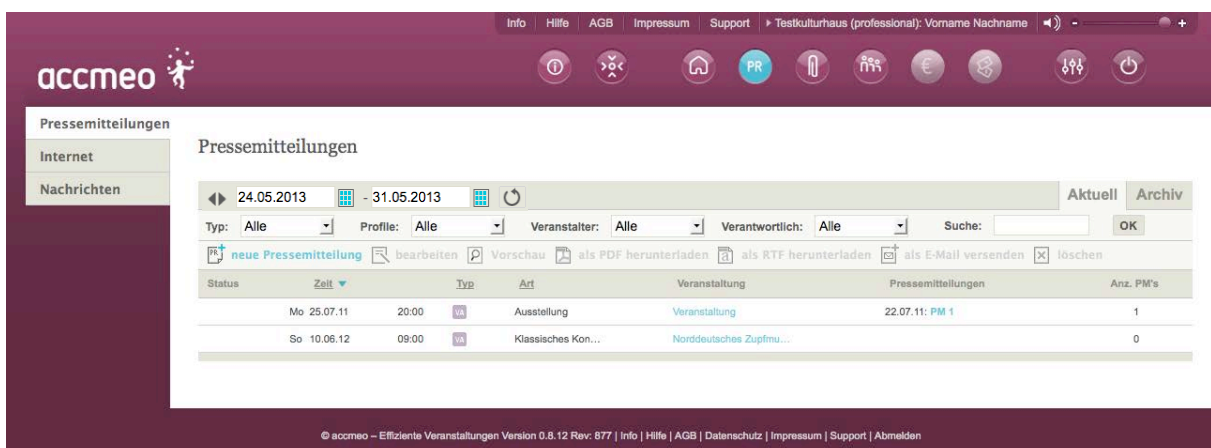 Info Hilfe AGB Impressum Support Testkulturhaus (professional): Vorname Nachname - +
accmeo
PR €
Pressemitteilungen
Internet
Nachrichten
Pressemitteilungen
24.05.2013 - 31.05.2013 Aktuell Archiv
Typ: Alle Profile: Alle Veranstalter: Alle Verantwortlich: Alle Suche: OK
neue Pressemitteilung bearbeiten Vorschau als PDF herunterladen als RTF herunterladen als E-Mail versenden löschen
Status Zeit Typ Art Veranstaltung Pressemitteilungen Anz. PM's
Mo 25.07.11 20:00 VA Ausstellung Veranstaltung 22.07.11: PM 1 1
So 10.06.12 09:00 VA Klassisches Kon... Norddeutsches Zupfmu... 0
© accmeo – Effiziente Veranstaltungen Version 0.8.12 Rev: 877 | Info | Hilfe | AGB | Datenschutz | Impressum | Support | Abmelden